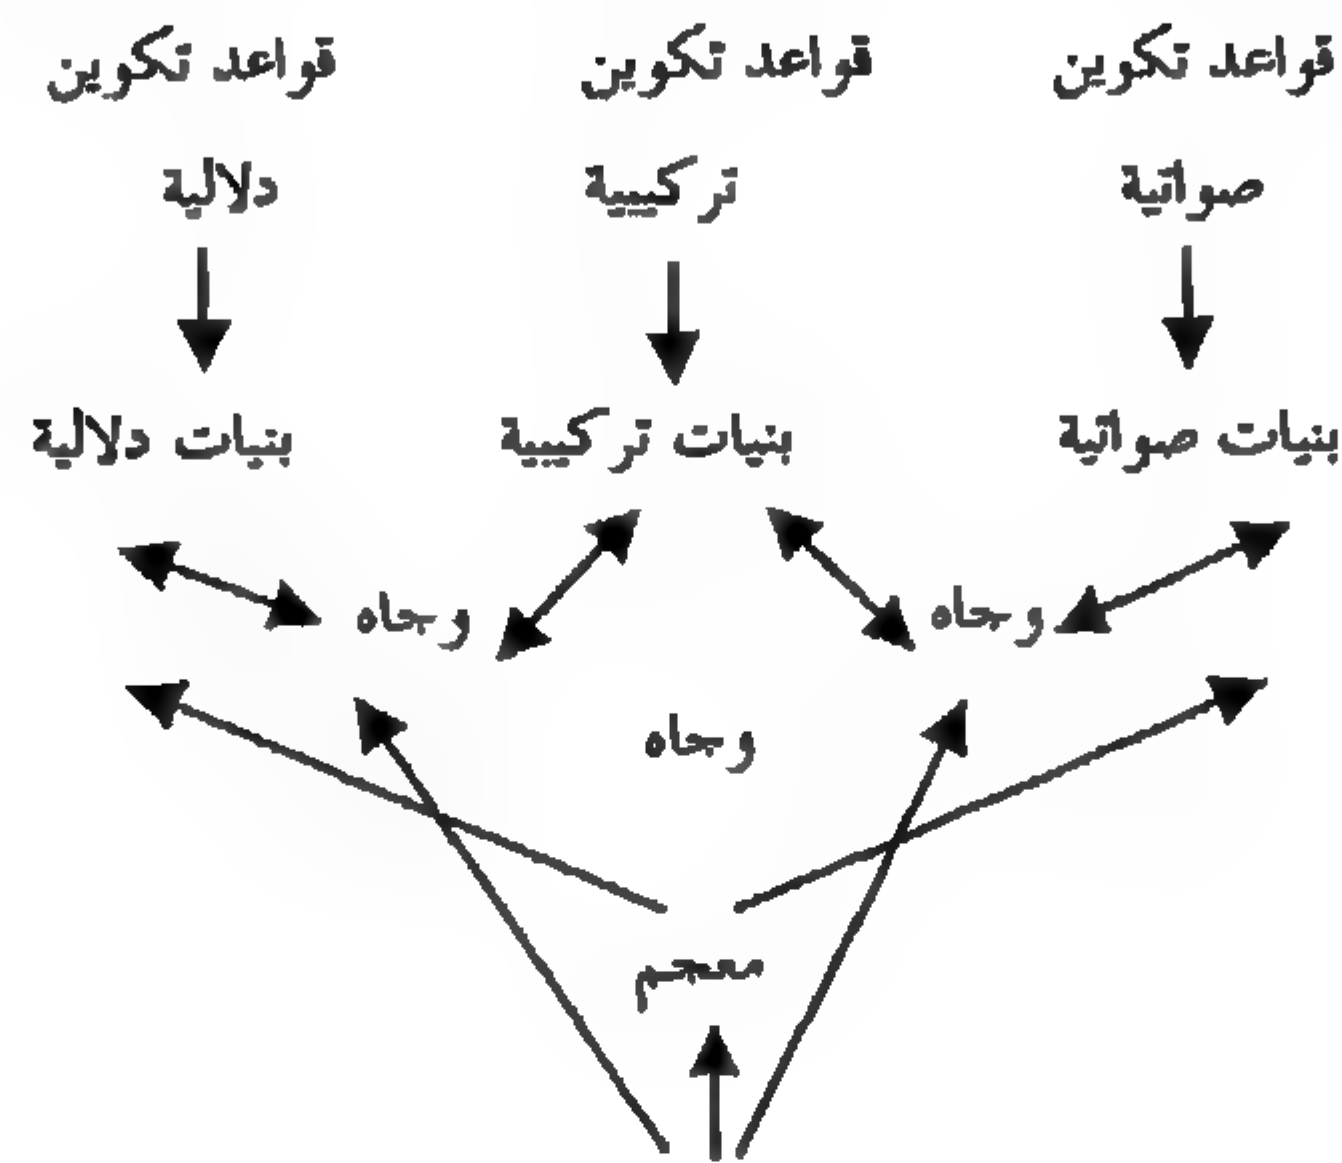 قواعد تكوين
صواتية
قواعد تكوين
تركيبية
قواعد تكوين
دلالية
بنيات صواتية
بنيات تركيبية
بنيات دلالية
وجاه
وجاه
وجاه
معجم